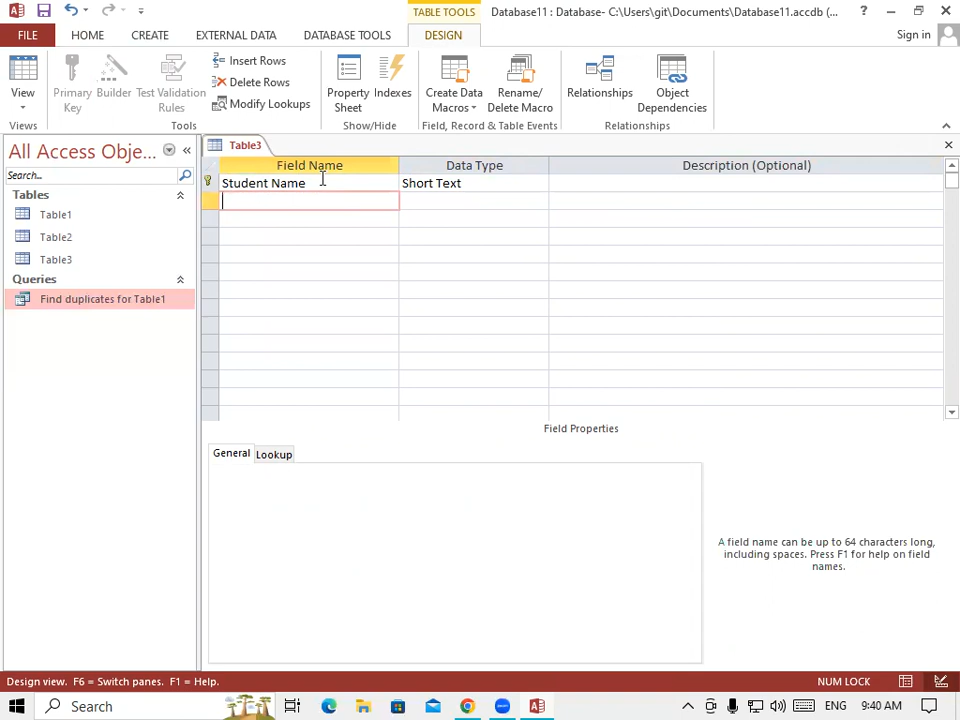 TABLE TOOLS
Database11 : Database- C:\Users\git\Documents\Database11.accdb (...
FILE
HOME
CREATE
EXTERNAL DATA
DATABASE TOOLS
DESIGN
Sign in
View
Primary Key
Builder
Test Validation Rules
Insert Rows
Delete Rows
Modify Lookups
Property Sheet
Indexes
Create Data Macros
Rename/ Delete Macro
Relationships
Object Dependencies
Views
Tools
Show/Hide
Field, Record & Table Events
Relationships
All Access Obje...
Search...
Tables
Table1
Table2
Table3
Queries
Find duplicates for Table1
Table3
Field Name
Data Type
Description (Optional)
Student Name
Short Text
Field Properties
General
Lookup
A field name can be up to 64 characters long,
including spaces. Press F1 for help on field
names.
Design view. F6 = Switch panes. F1 = Help.
NUM LOCK
Search
ENG
9:40 AM